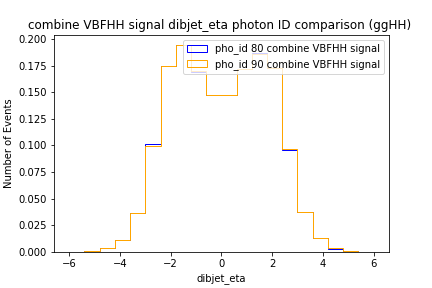 combine VBFHH signal dibjet_eta photon ID comparison (ggHH)
pho_id 80 combine VBFHH signal
pho_id 90 combine VBFHH signal
Number of Events
0.200
0.175
0.150
0.125
0.100
0.075
0.050
0.025
0.000
−6 −4 −2 0 2 4 6
dibjet_eta